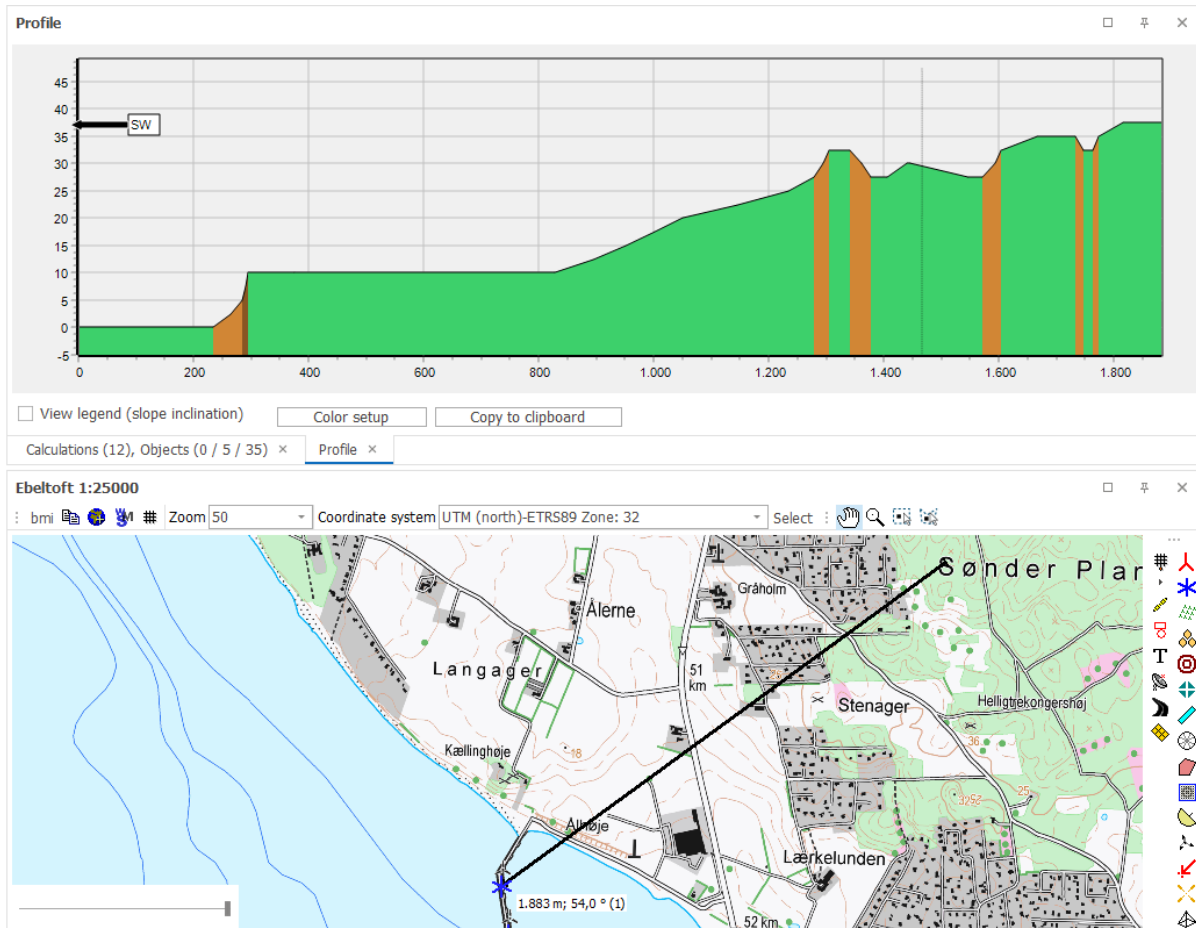 Profile
45
40
35
30
25
20
15
10
5
0
-5
SW
0 200 400 600 800 1.000 1.200 1.400 1.600 1.800
View legend (slope inclination) Color setup Copy to clipboard
Calculations (12), Objects (0 / 5 / 35) Profile
Ebeltoft 1:25000
bmi Zoom 50 Coordinate system UTM (north)-ETRS89 Zone: 32 Select
Sønder Plan
Gråholm
Ålerne
Langager
51
km
25
Stenager
Helligtrekongershøj
Kællinghøje
18
36
25
Alhøje
Lærkelunden
1.883 m; 54,0 ° (1)
52 km
T